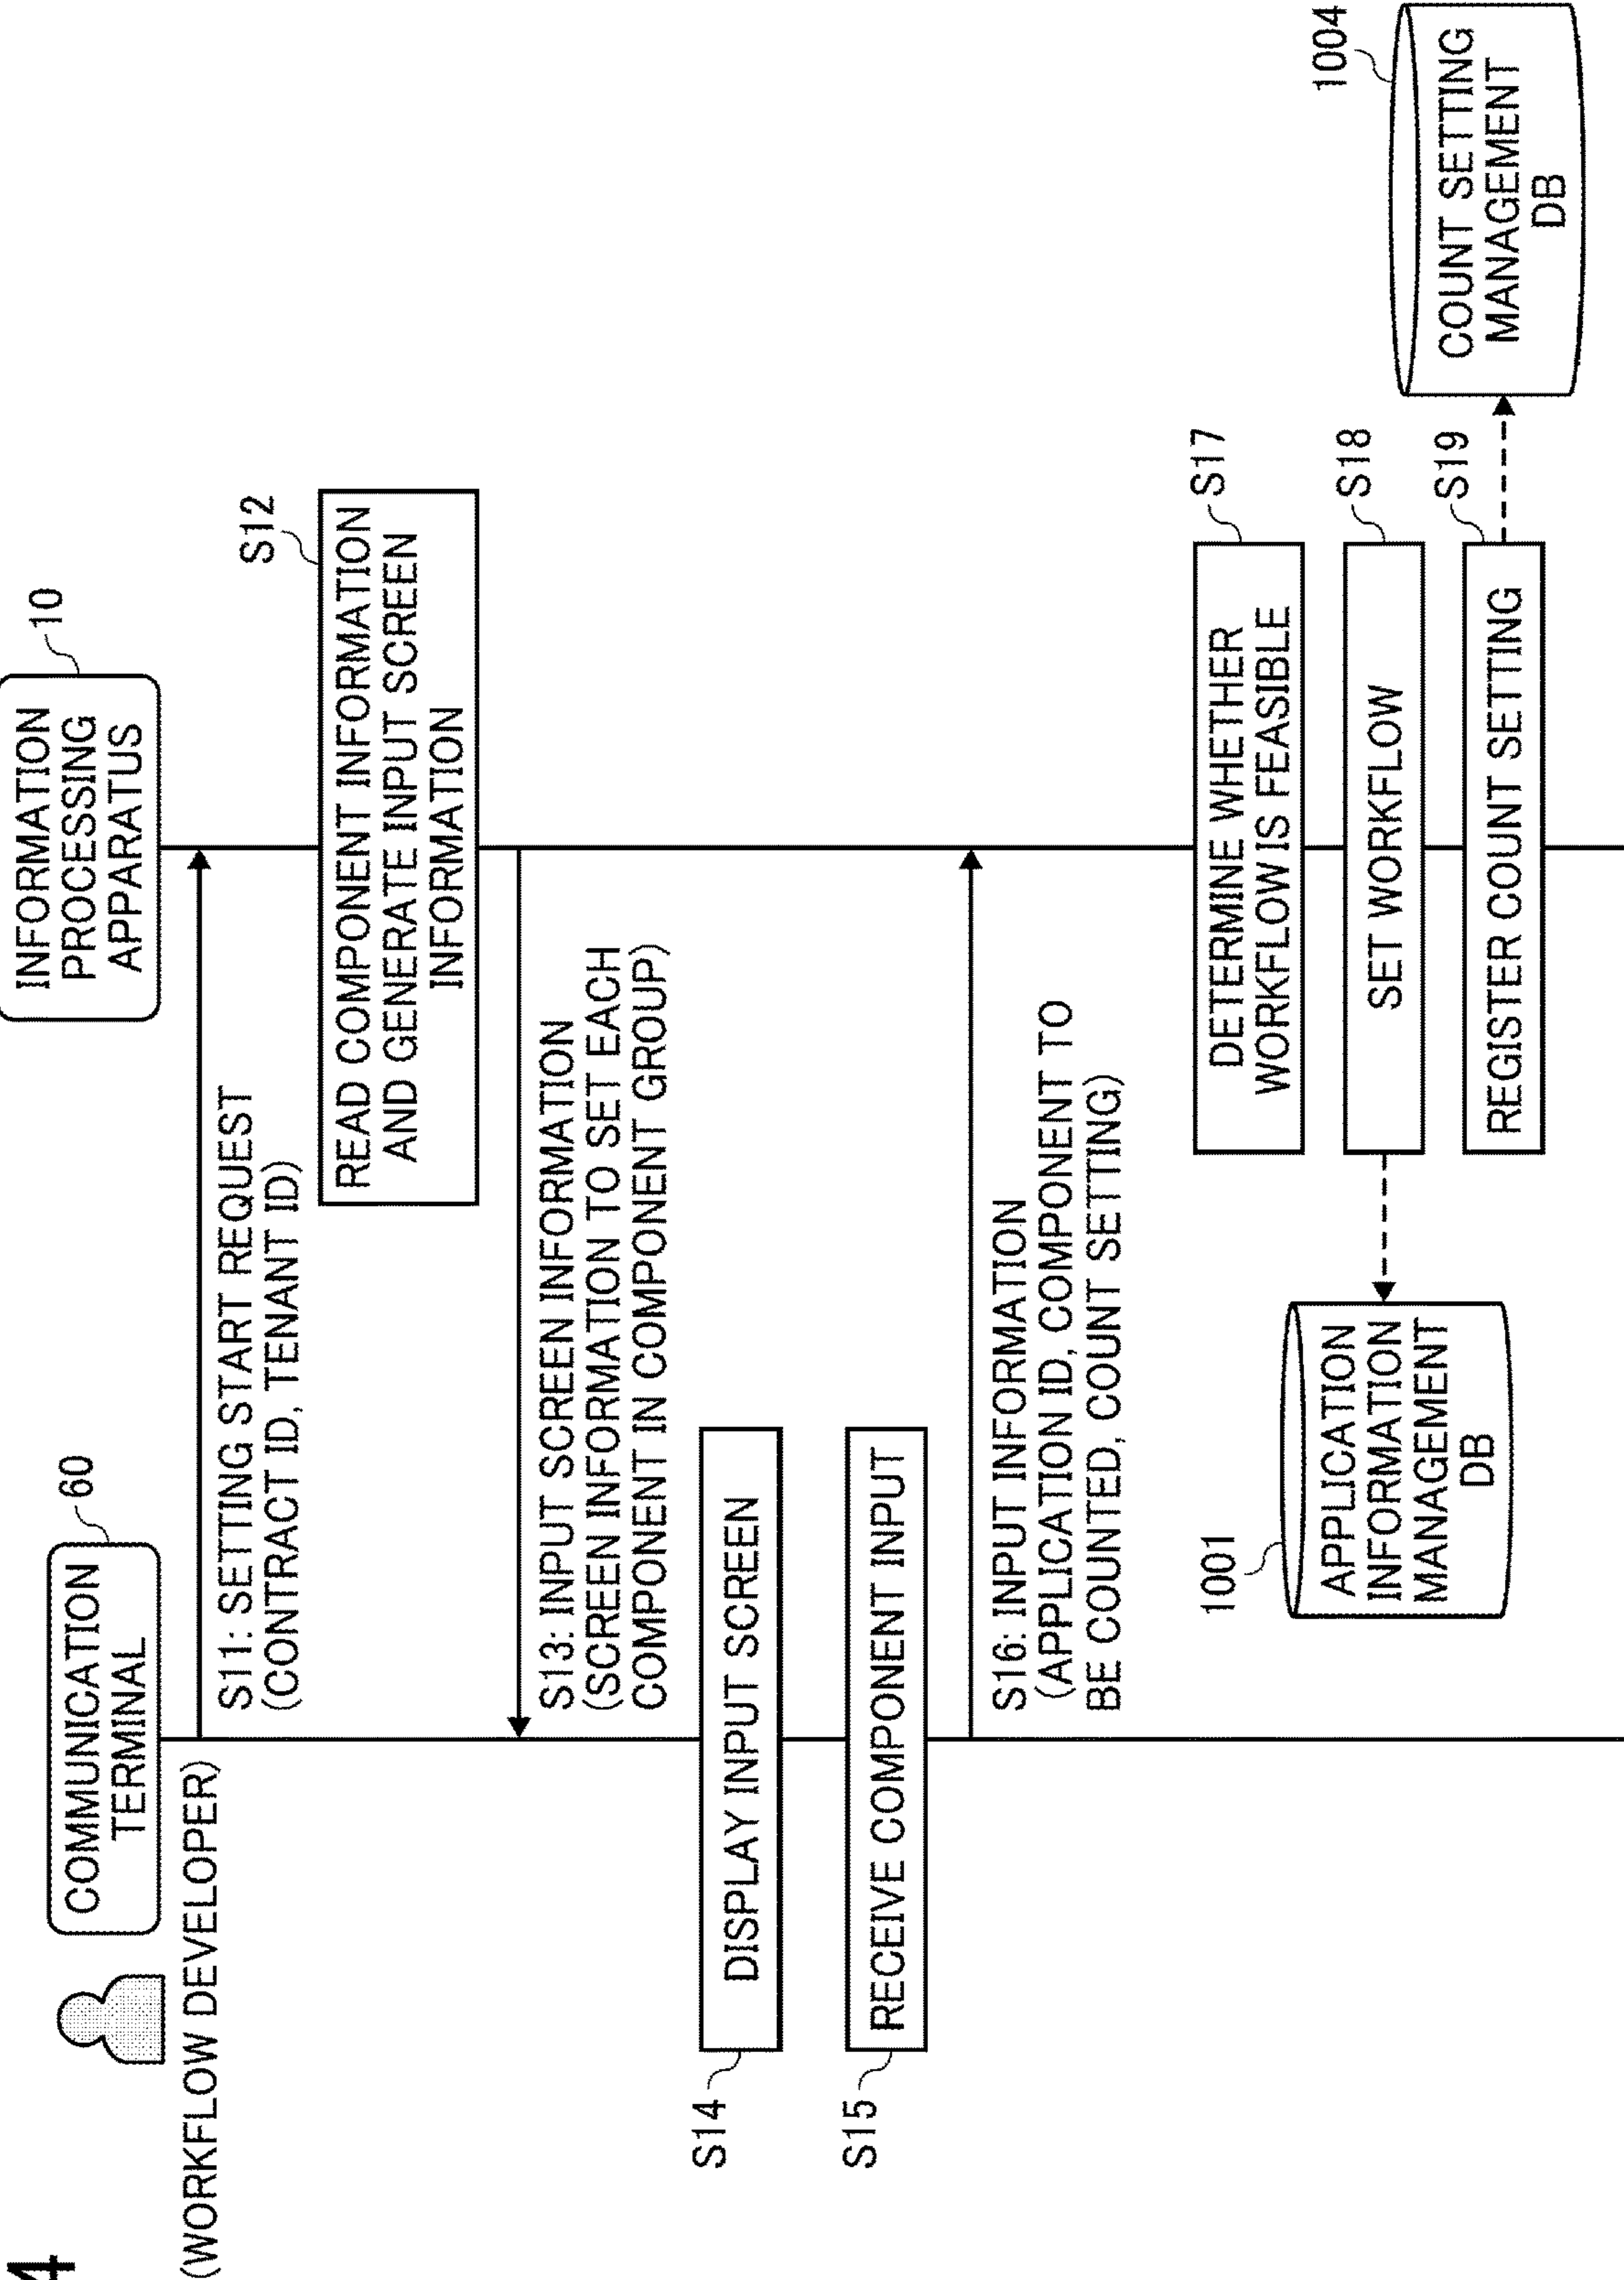 4
COMMUNICATION
TERMINAL
60
(WORKFLOW DEVELOPER)
INFORMATION
PROCESSING
APPARATUS
10
S11: SETTING START REQUEST
(CONTRACT ID, TENANT ID)
S12
READ COMPONENT INFORMATION
AND GENERATE INPUT SCREEN
INFORMATION
S13: INPUT SCREEN INFORMATION
(SCREEN INFORMATION TO SET EACH
COMPONENT IN COMPONENT GROUP)
S14
DISPLAY INPUT SCREEN
S15
RECEIVE COMPONENT INPUT
S16: INPUT INFORMATION
(APPLICATION ID, COMPONENT TO
BE COUNTED, COUNT SETTING)
S17
DETERMINE WHETHER
WORKFLOW IS FEASIBLE
S18
SET WORKFLOW
1001
APPLICATION
INFORMATION
MANAGEMENT
DB
S19
REGISTER COUNT SETTING
1004
COUNT SETTING
MANAGEMENT
DB